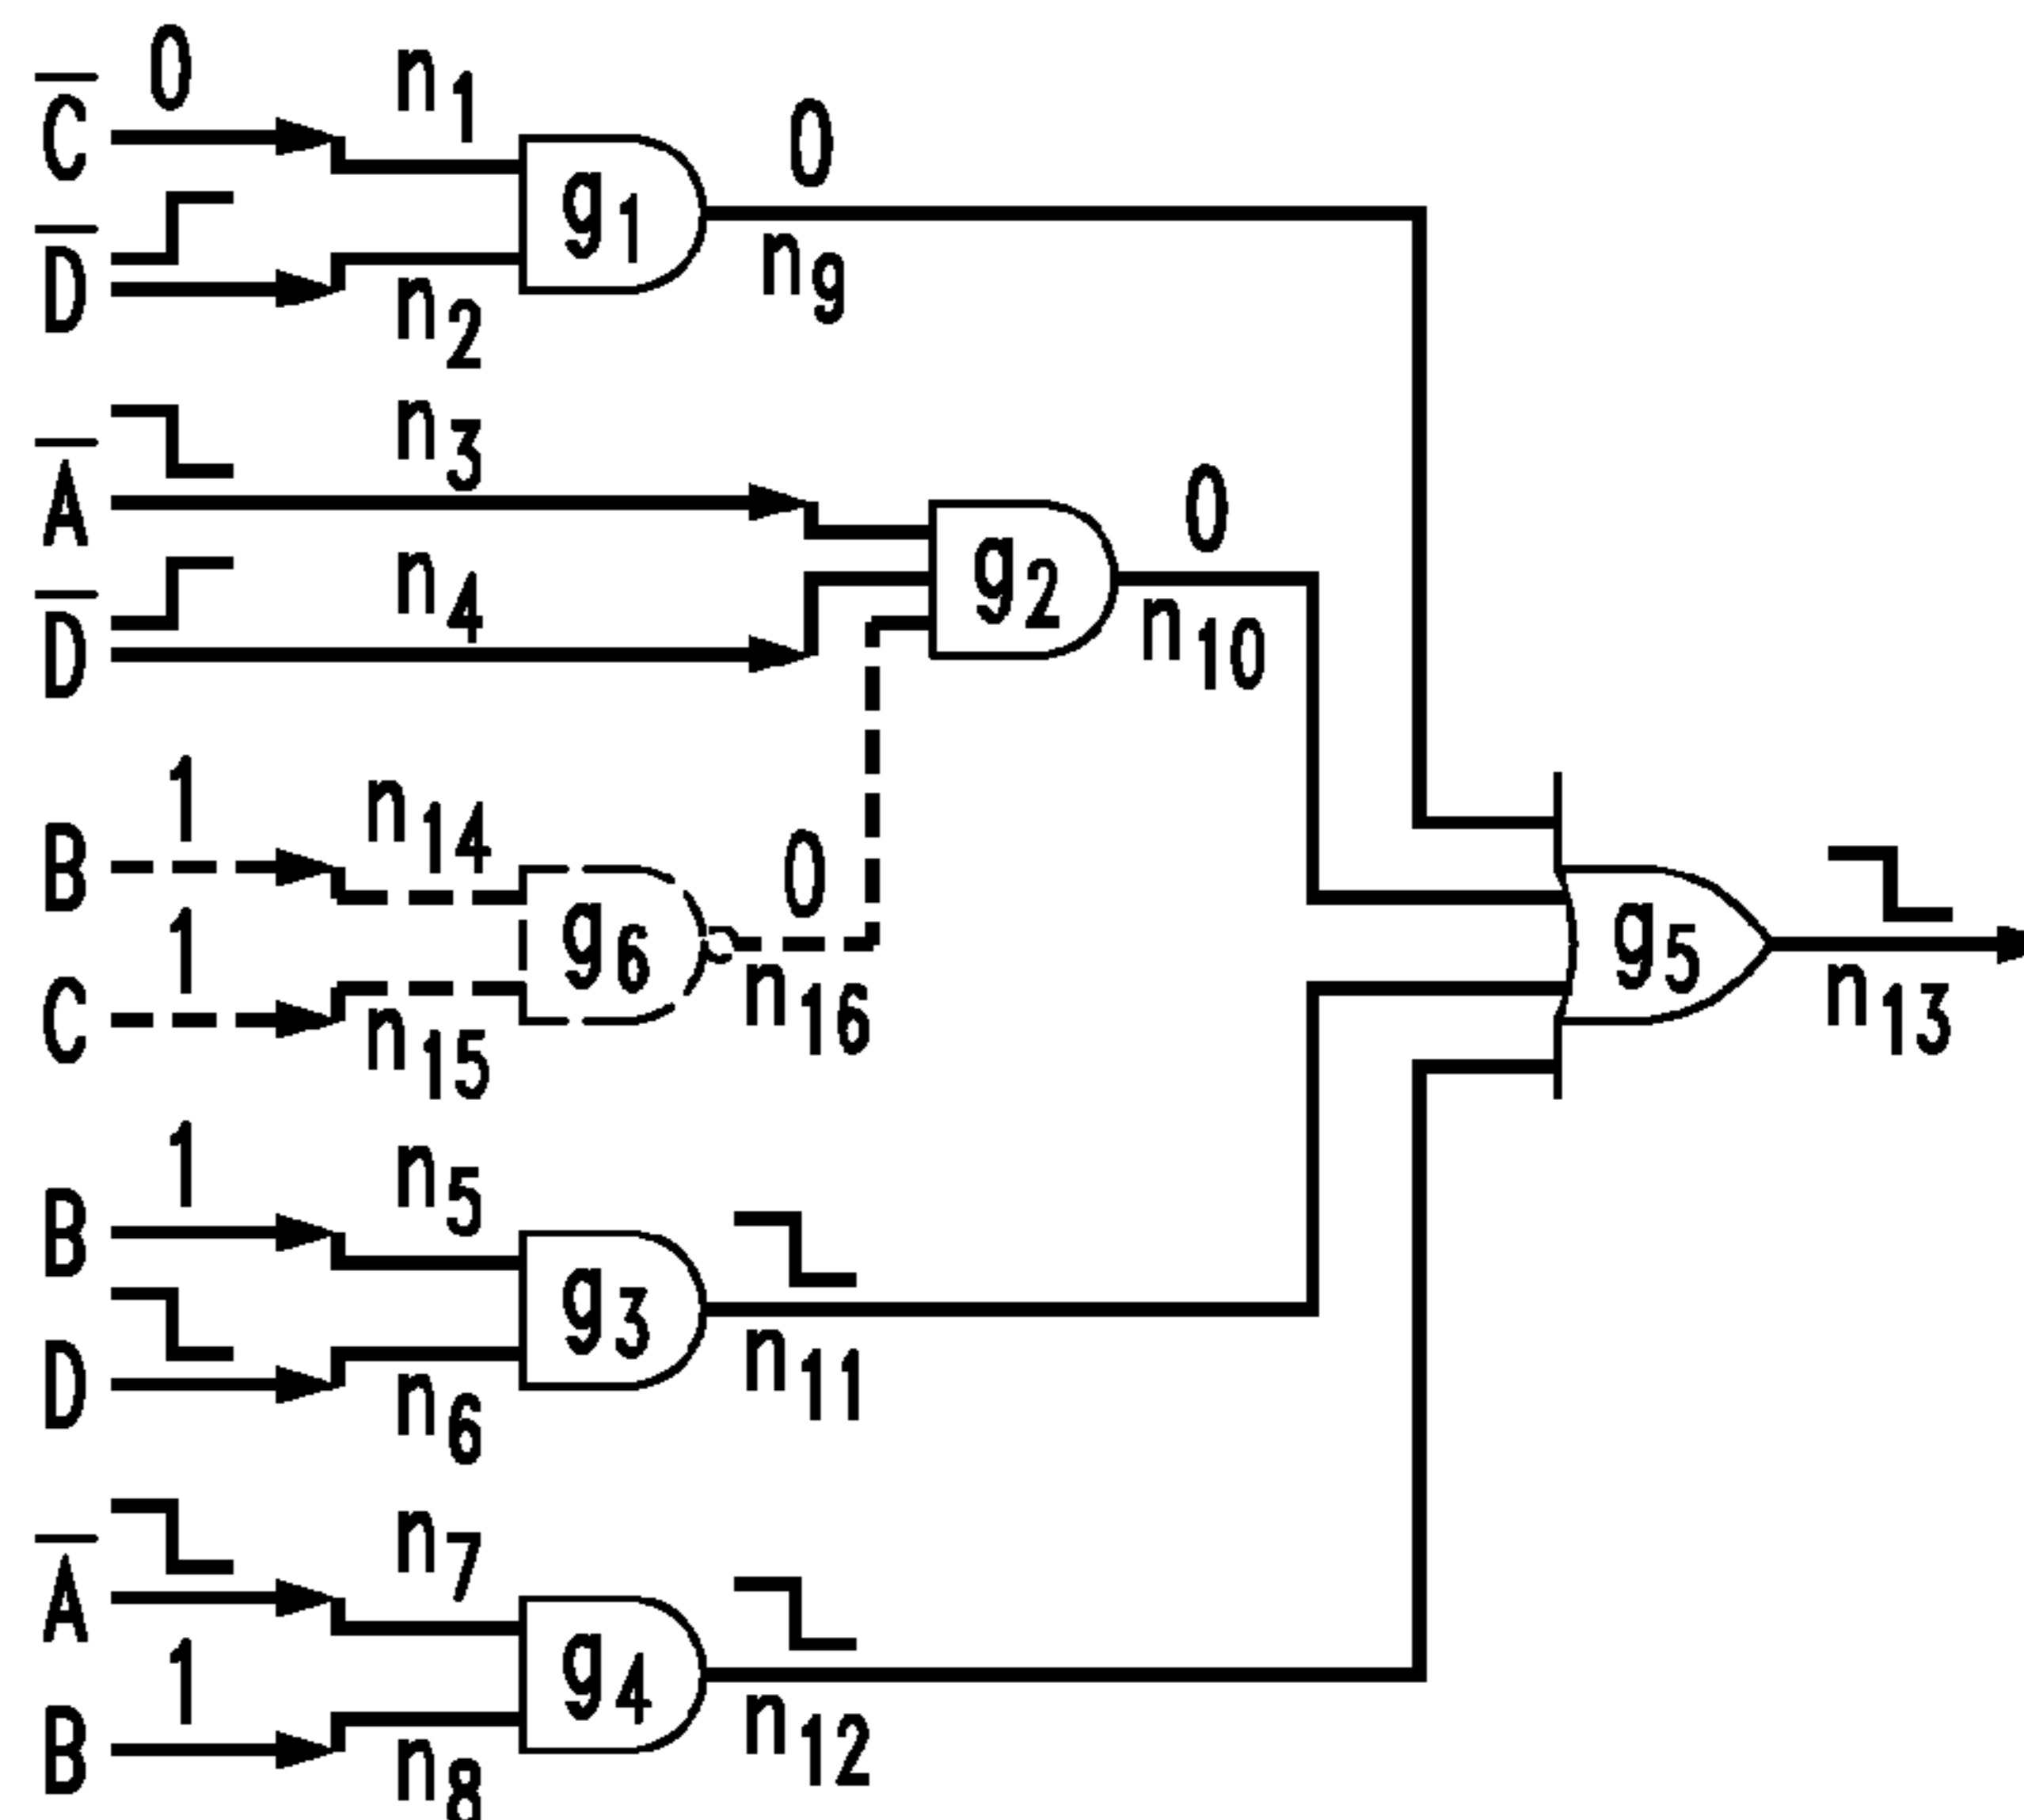 C̅ 0 n1
0
g1
D̅ n2 n9
A̅ n3
0
D̅ n4 g2 n10
B 1 n14
0
g6 n16
C 1 n15
g5 n13
B 1 n5
g3 n11
D n6
A̅ n7
g4 n12
B 1 n8